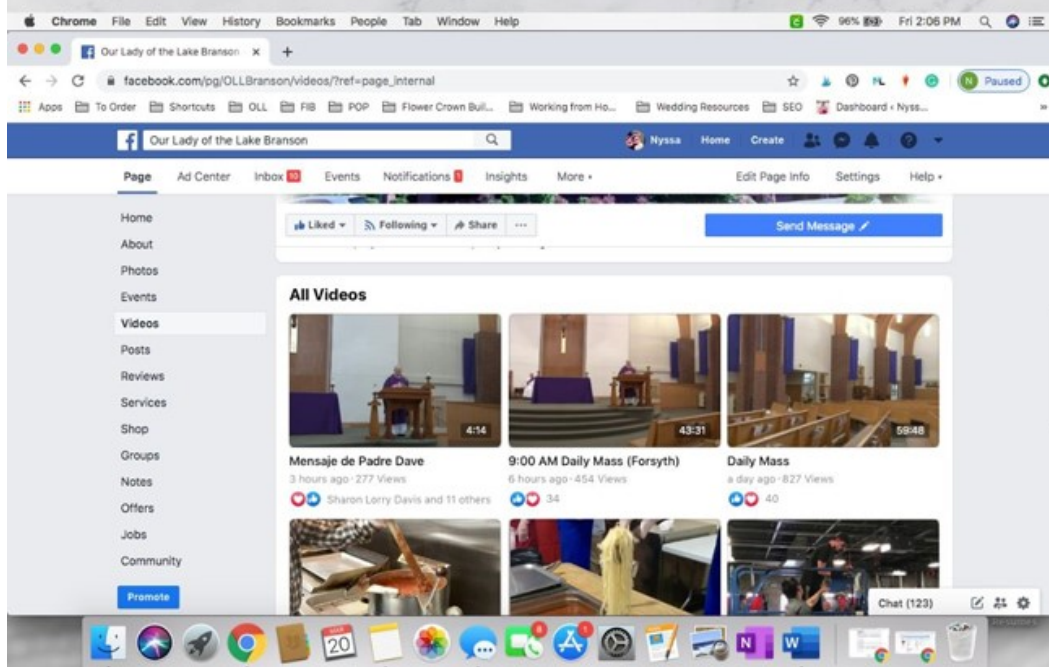 Chrome File Edit View History Bookmarks People Tab Window Help 96% Fri 2:06 PM
Our Lady of the Lake Branson
facebook.com/pg/OLLBranson/videos/?ref=page_internal Paused
Apps To Order Shortcuts OLL FIB POP Flower Crown Buil... Working from Ho... Wedding Resources SEO Dashboard ‹ Nyss... »
Our Lady of the Lake Branson Nyssa Home Create
Page Ad Center Inbox 10 Events Notifications 1 Insights More Edit Page Info Settings Help
Home
About
Photos
Events
Videos
Posts
Reviews
Services
Shop
Groups
Notes
Offers
Jobs
Community
Promote
Liked Following Share ... Send Message
All Videos
4:14 43:31 59:48
Mensaje de Padre Dave 9:00 AM Daily Mass (Forsyth) Daily Mass
3 hours ago · 277 Views 6 hours ago · 454 Views a day ago · 827 Views
Sharon Lorry Davis and 11 others 34 40
Chat (123)
MAR
20